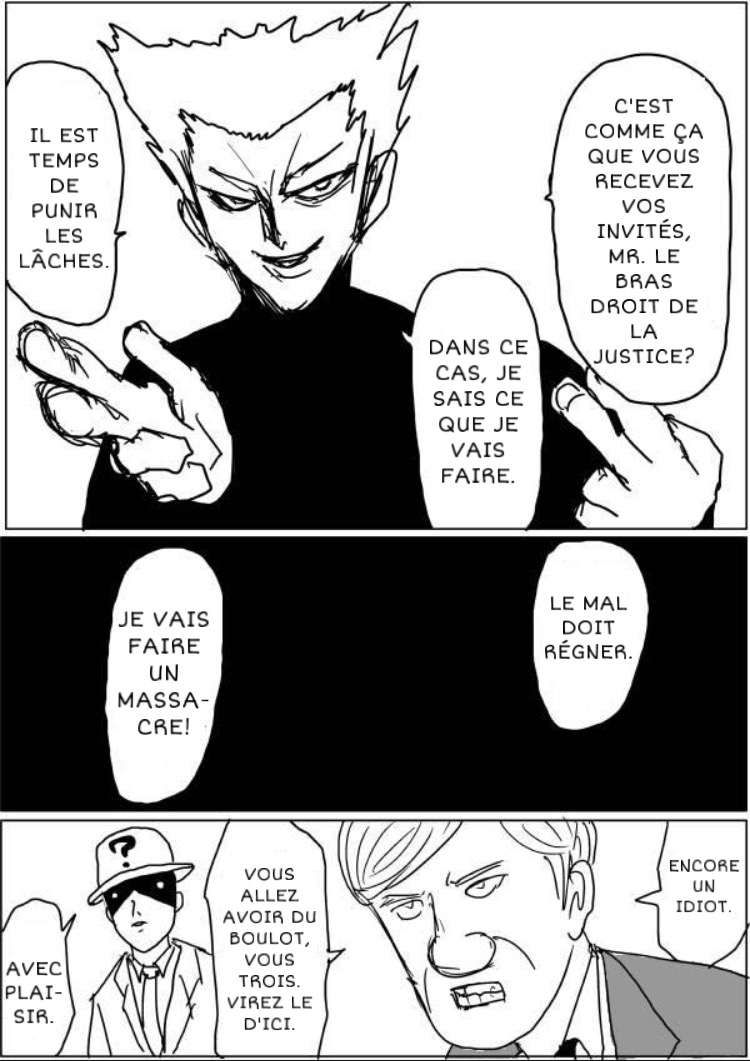 C'EST
COMME ÇA
QUE VOUS
RECEVEZ
VOS
INVITÉS,
MR. LE
BRAS
DROIT DE
LA
JUSTICE?
DANS CE
CAS, JE
SAIS CE
QUE JE
VAIS
FAIRE.
IL EST
TEMPS
DE
PUNIR
LES
LÂCHES.
LE MAL
DOIT
RÉGNER.
JE VAIS
FAIRE
UN
MASSA-
CRE!
ENCORE
UN
IDIOT.
VOUS
ALLEZ
AVOIR DU
BOULOT,
VOUS
TROIS.
VIREZ LE
D'ICI.
?
AVEC
PLAI-
SIR.